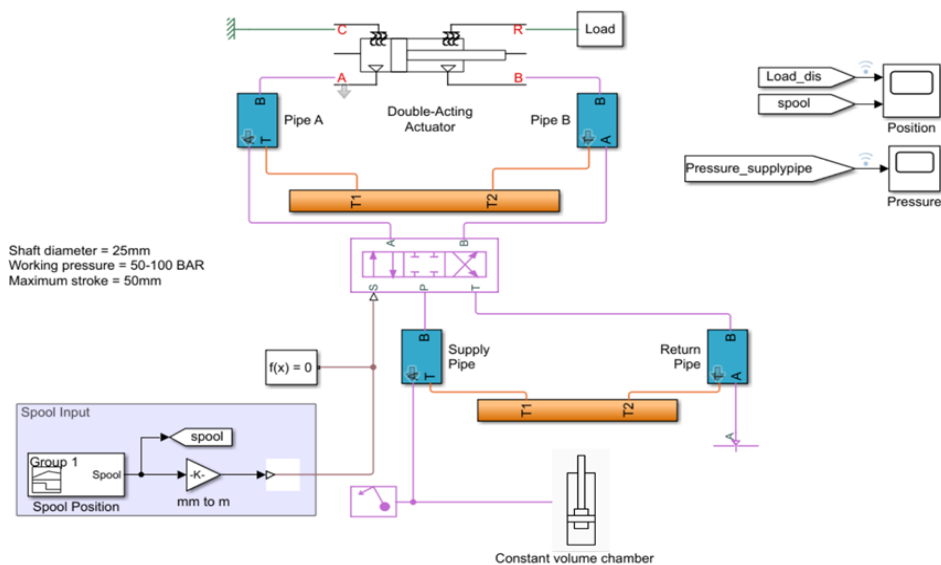 C
R
Load
A
B
B
Pipe A
A
T
Double-Acting
Actuator
Pipe B
B
T
A
T1
T2
Load_dis
spool
Position
Pressure_supplypipe
Pressure
Shaft diameter = 25mm
Working pressure = 50-100 BAR
Maximum stroke = 50mm
A
B
S
P
T
f(x) = 0
B
A
T
Supply
Pipe
Return
Pipe
B
T
A
T1
T2
A
Spool Input
spool
Group 1
Spool
Spool Position
-K-
mm to m
Constant volume chamber